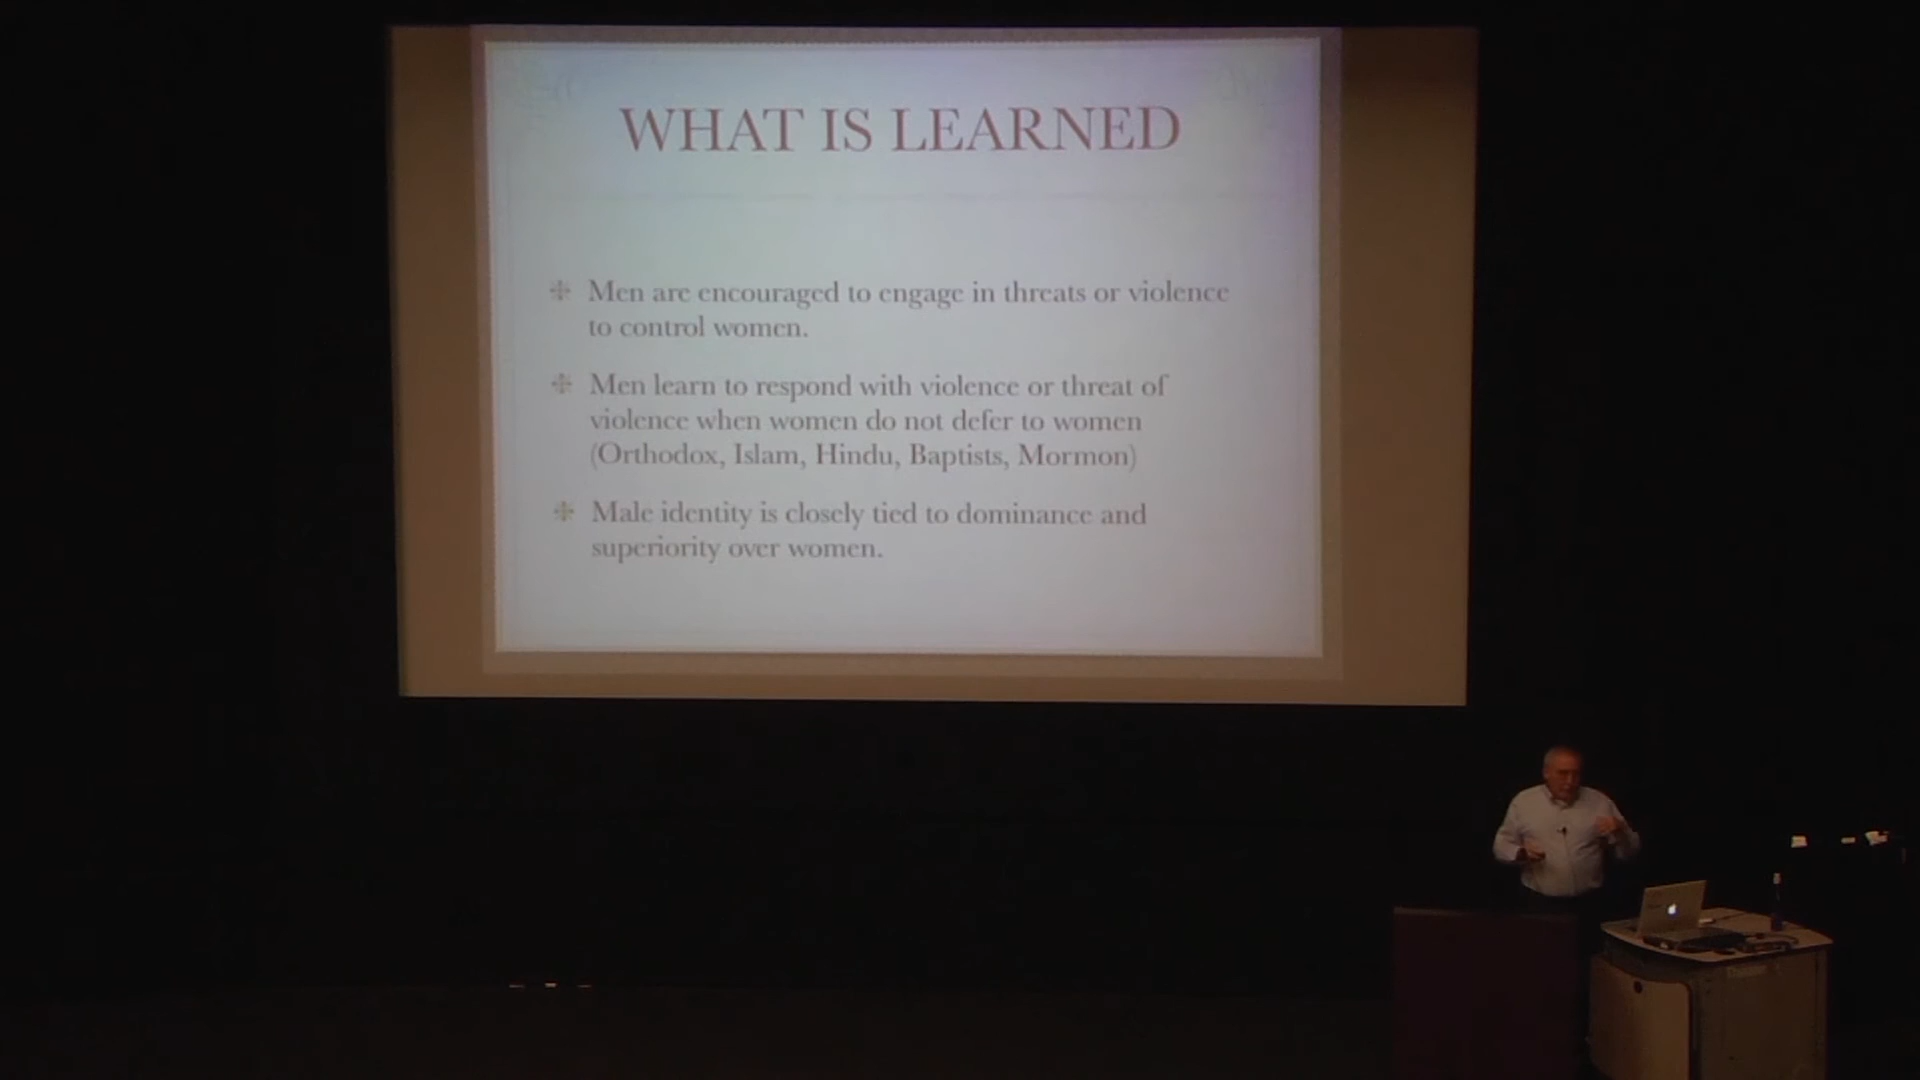 WHAT IS LEARNED
Men are encouraged to engage in threats or violence
to control women.
Men learn to respond with violence or threat of
violence when women do not defer to women
(Orthodox, Islam, Hindu, Baptists, Mormon)
Male identity is closely tied to dominance and
superiority over women.